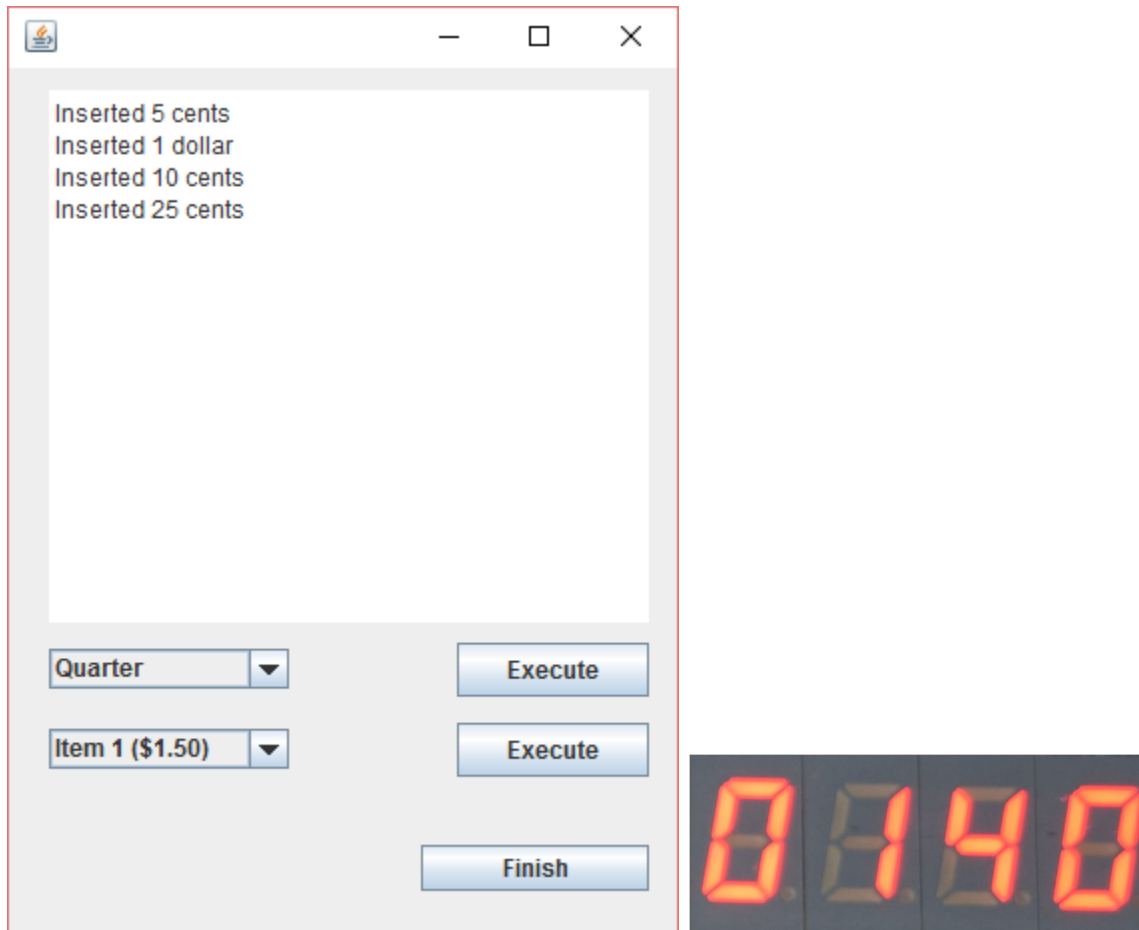 Inserted 5 cents
Inserted 1 dollar
Inserted 10 cents
Inserted 25 cents
Quarter
Execute
Item 1 ($1.50)
Execute
Finish
0140